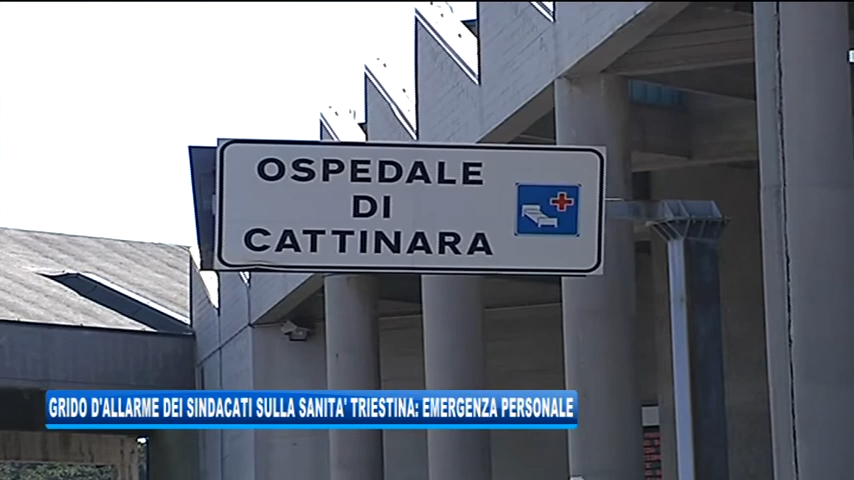 OSPEDALE
DI
CATTINARA
GRIDO D'ALLARME DEI SINDACATI SULLA SANITA' TRIESTINA: EMERGENZA PERSONALE